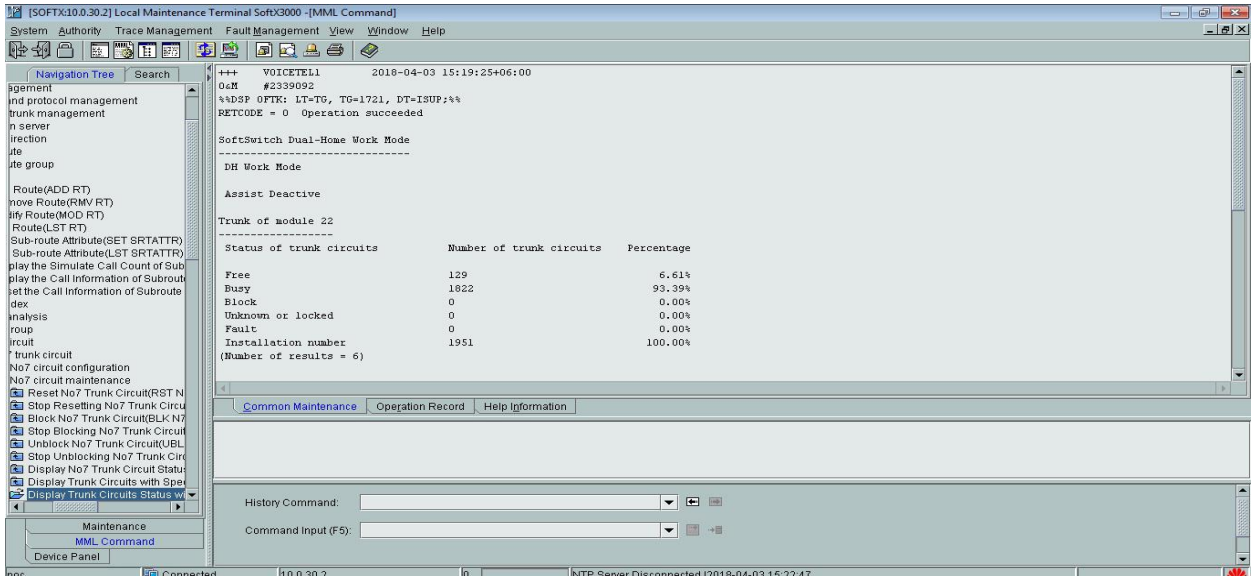 [SOFTX:10.0.30.2] Local Maintenance Terminal SoftX3000 -[MML Command]
System Authority Trace Management Fault Management View Window Help
Navigation Tree Search
agement
and protocol management
trunk management
n server
irection
ute
ute group
Route(ADD RT)
move Route(RMV RT)
dify Route(MOD RT)
Route(LST RT)
Sub-route Attribute(SET SRTATTR)
Sub-route Attribute(LST SRTATTR)
play the Simulate Call Count of Sub
play the Call Information of Subroute
set the Call Information of Subroute
dex
analysis
roup
ircuit
7 trunk circuit
No7 circuit configuration
No7 circuit maintenance
Reset No7 Trunk Circuit(RST N
Stop Resetting No7 Trunk Circu
Block No7 Trunk Circuit(BLK N7
Stop Blocking No7 Trunk Circuit
Unblock No7 Trunk Circuit(UBL
Stop Unblocking No7 Trunk Circ
Display No7 Trunk Circuit Status
Display Trunk Circuits with Spe
Display Trunk Circuits Status wi
Maintenance
MML Command
Device Panel
+++ VOICETEL1 2018-04-03 15:19:25+06:00
O&M #2339092
%%DSP OFTK: LT=TG, TG=1721, DT=ISUP;%%
RETCODE = 0 Operation succeeded
SoftSwitch Dual-Home Work Mode
-------------------------------
DH Work Mode
Assist Deactive
Trunk of module 22
------------------
Status of trunk circuits Number of trunk circuits Percentage
Free 129 6.61%
Busy 1822 93.39%
Block 0 0.00%
Unknown or locked 0 0.00%
Fault 0 0.00%
Installation number 1951 100.00%
(Number of results = 6)
Common Maintenance Operation Record Help Information
History Command:
Command Input (F5):
noc Connected 10.0.30.2 0 NTP Server Disconnected !2018-04-03 15:22:47